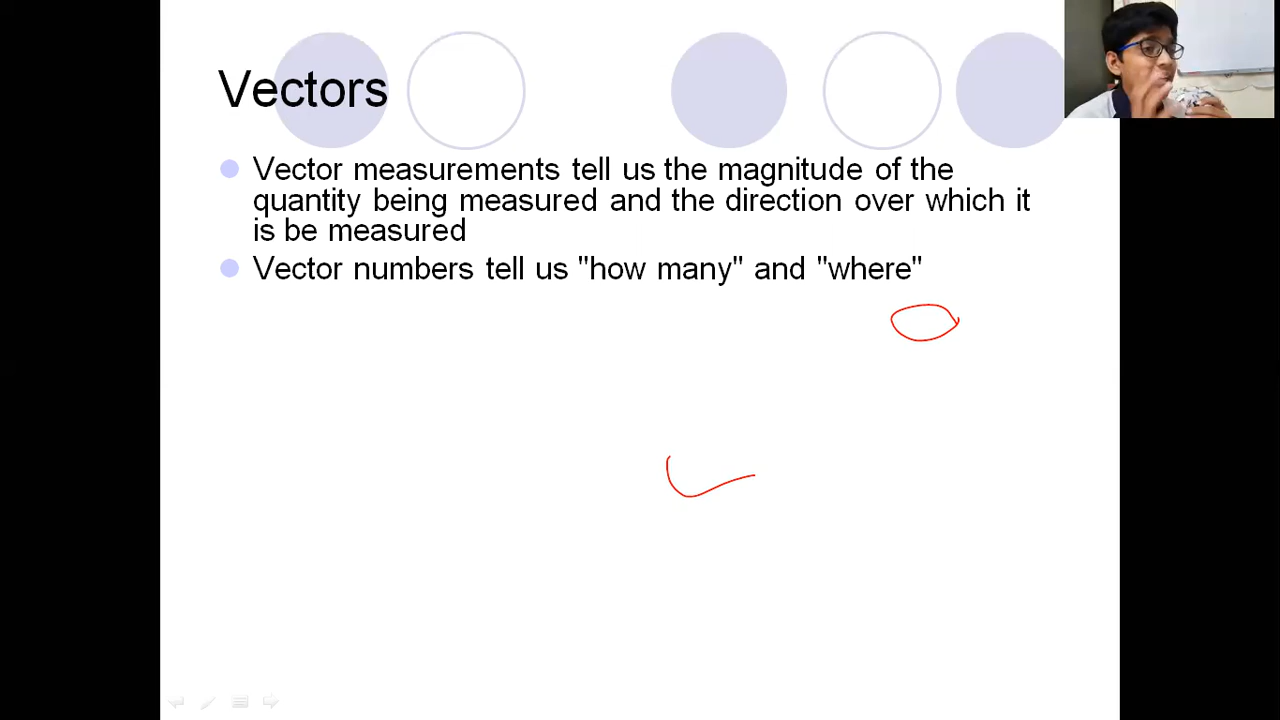 Vectors
Vector measurements tell us the magnitude of the
quantity being measured and the direction over which it
is be measured
Vector numbers tell us "how many" and "where"